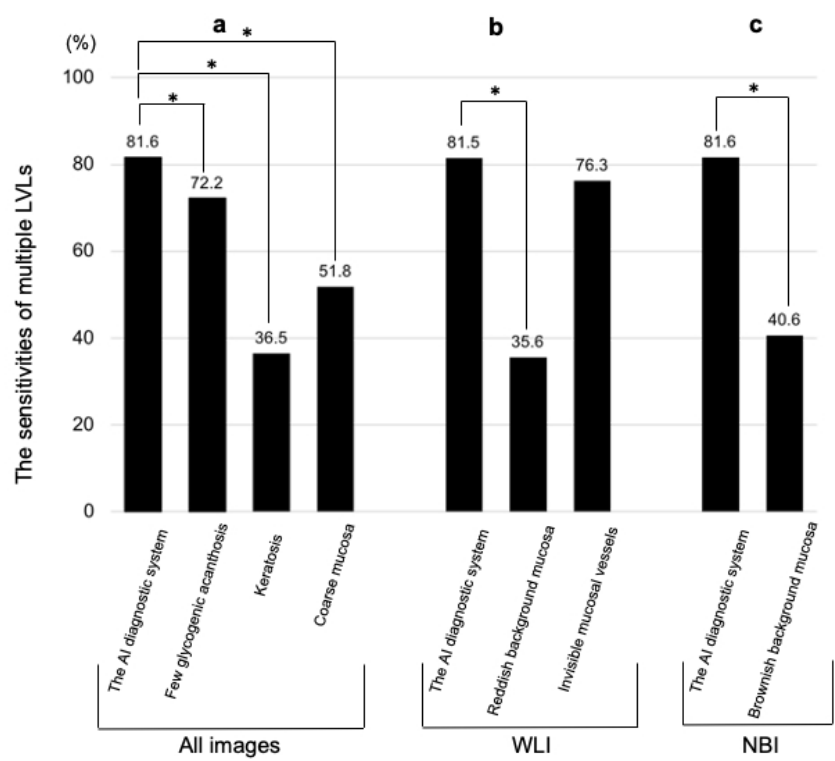 a
b
c
(%)
*
*
*
*
*
100
80
60
40
20
0
The sensitivities of multiple LVLs
81.6
72.2
36.5
51.8
81.5
35.6
76.3
81.6
40.6
The AI diagnostic system
Few glycogenic acanthosis
Keratosis
Coarse mucosa
The AI diagnostic system
Reddish background mucosa
Invisible mucosal vessels
The AI diagnostic system
Brownish background mucosa
All images
WLI
NBI